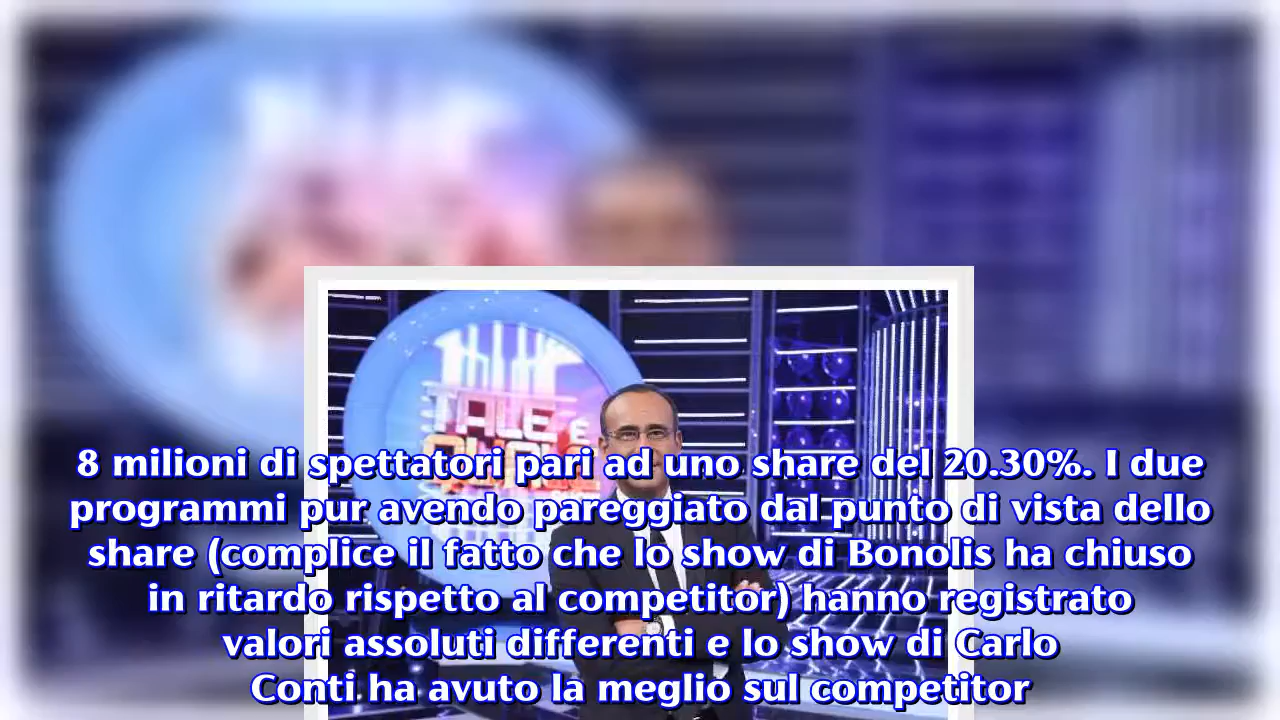 TALE E
QUALE
8 milioni di spettatori pari ad uno share del 20.30%. I due
programmi pur avendo pareggiato dal punto di vista dello
share (complice il fatto che lo show di Bonolis ha chiuso
in ritardo rispetto al competitor) hanno registrato
valori assoluti differenti e lo show di Carlo
Conti ha avuto la meglio sul competitor